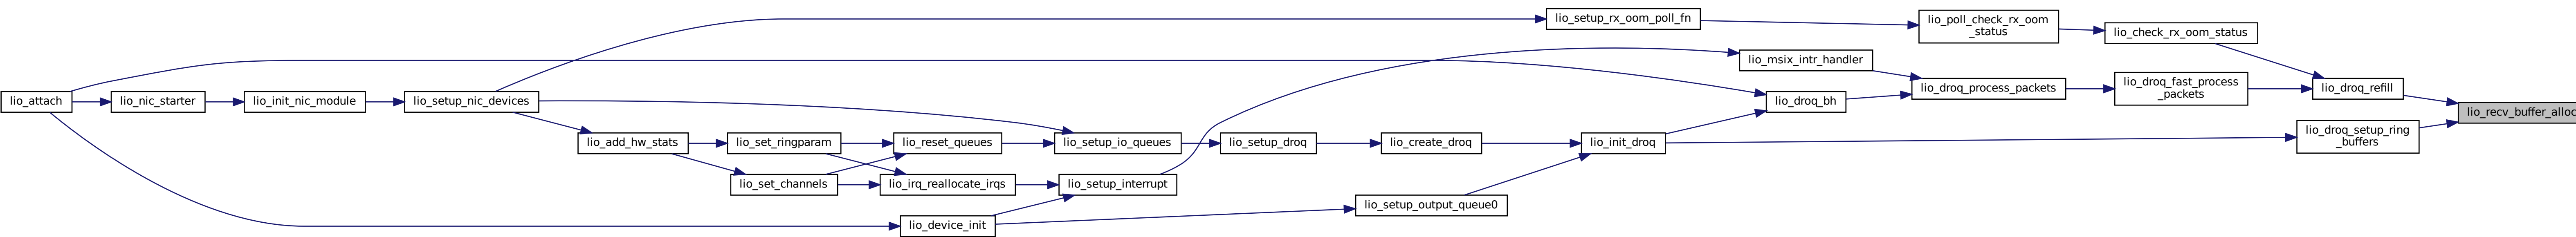 lio_setup_rx_oom_poll_fn
lio_poll_check_rx_oom
_status
lio_check_rx_oom_status
lio_msix_intr_handler
lio_attach
lio_nic_starter
lio_init_nic_module
lio_setup_nic_devices
lio_droq_bh
lio_droq_process_packets
lio_droq_fast_process
_packets
lio_droq_refill
lio_recv_buffer_alloc
lio_add_hw_stats
lio_set_ringparam
lio_reset_queues
lio_setup_io_queues
lio_setup_droq
lio_create_droq
lio_init_droq
lio_droq_setup_ring
_buffers
lio_set_channels
lio_irq_reallocate_irqs
lio_setup_interrupt
lio_setup_output_queue0
lio_device_init